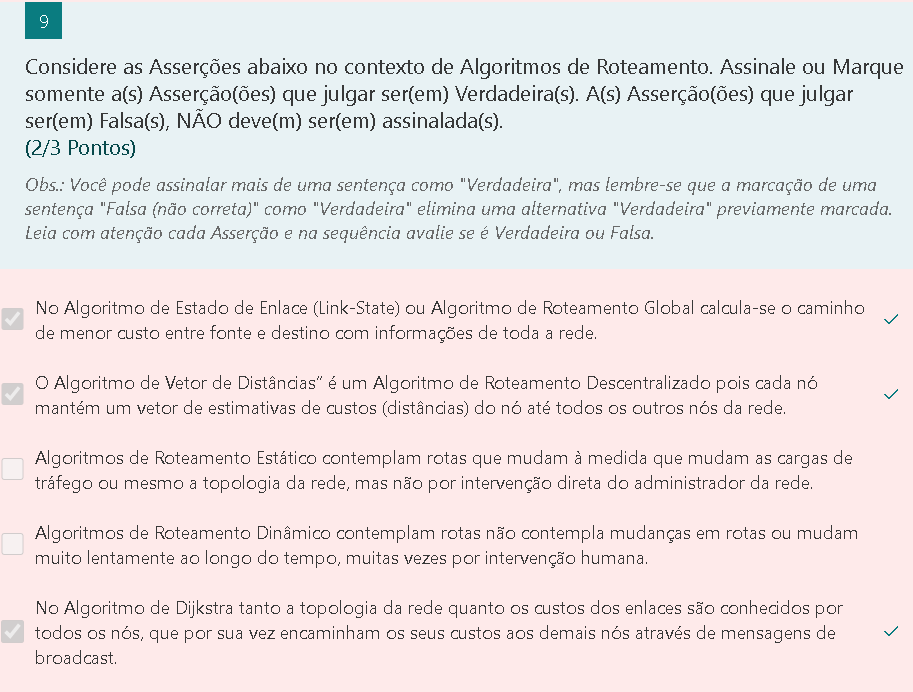 9
Considere as Asserções abaixo no contexto de Algoritmos de Roteamento. Assinale ou Marque
somente a(s) Asserção(ões) que julgar ser(em) Verdadeira(s). A(s) Asserção(ões) que julgar
ser(em) Falsa(s), NÃO deve(m) ser(em) assinalada(s).
(2/3 Pontos)
Obs.: Você pode assinalar mais de uma sentença como "Verdadeira", mas lembre-se que a marcação de uma
sentença "Falsa (não correta)" como "Verdadeira" elimina uma alternativa "Verdadeira" previamente marcada.
Leia com atenção cada Asserção e na sequência avalie se é Verdadeira ou Falsa.
No Algoritmo de Estado de Enlace (Link-State) ou Algoritmo de Roteamento Global calcula-se o caminho
de menor custo entre fonte e destino com informações de toda a rede.
O Algoritmo de Vetor de Distâncias” é um Algoritmo de Roteamento Descentralizado pois cada nó
mantém um vetor de estimativas de custos (distâncias) do nó até todos os outros nós da rede.
Algoritmos de Roteamento Estático contemplam rotas que mudam à medida que mudam as cargas de
tráfego ou mesmo a topologia da rede, mas não por intervenção direta do administrador da rede.
Algoritmos de Roteamento Dinâmico contemplam rotas não contempla mudanças em rotas ou mudam
muito lentamente ao longo do tempo, muitas vezes por intervenção humana.
No Algoritmo de Dijkstra tanto a topologia da rede quanto os custos dos enlaces são conhecidos por
todos os nós, que por sua vez encaminham os seus custos aos demais nós através de mensagens de
broadcast.